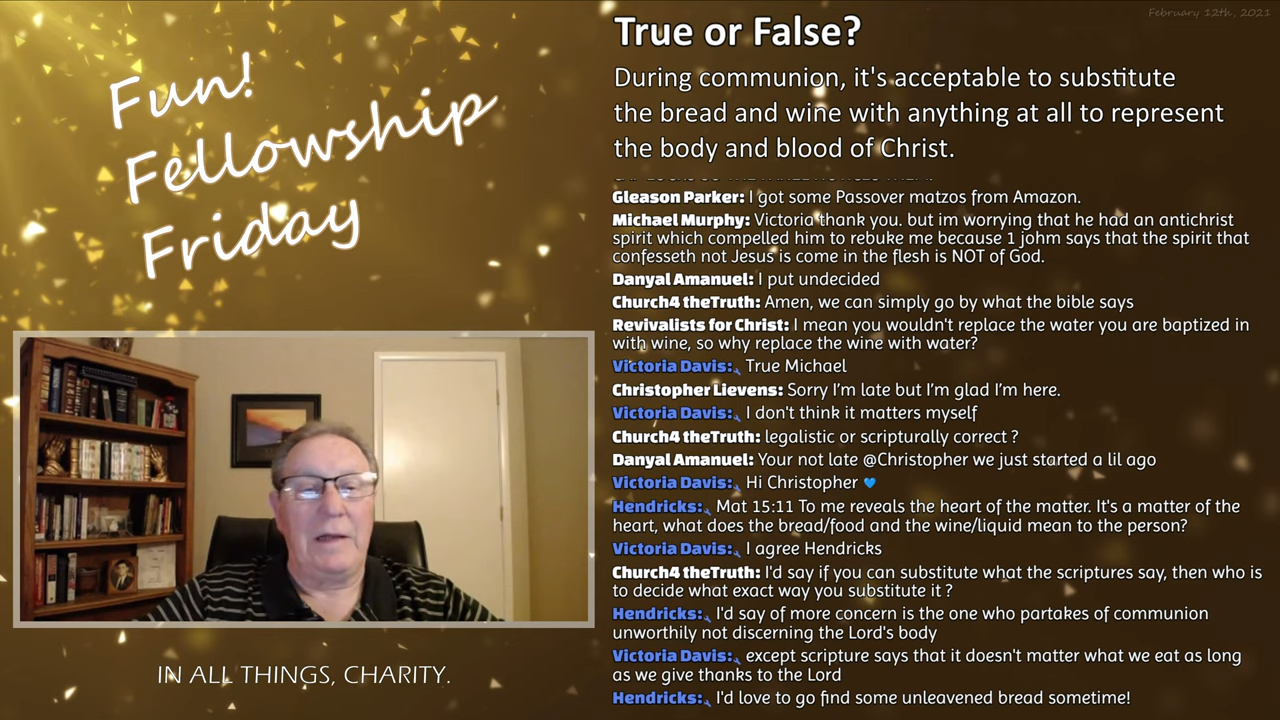 Fun!
Fellowship
Friday
IN ALL THINGS, CHARITY.
February 12th, 2021
True or False?
During communion, it's acceptable to substitute
the bread and wine with anything at all to represent
the body and blood of Christ.
Gleason Parker: I got some Passover matzos from Amazon.
Michael Murphy: Victoria thank you. but im worrying that he had an antichrist
spirit which compelled him to rebuke me because 1 johm says that the spirit that
confesseth not Jesus is come in the flesh is NOT of God.
Danyal Amanuel: I put undecided
Church4 theTruth: Amen, we can simply go by what the bible says
Revivalists for Christ: I mean you wouldn't replace the water you are baptized in
with wine, so why replace the wine with water?
Victoria Davis: True Michael
Christopher Lievens: Sorry I'm late but I'm glad I'm here.
Victoria Davis: I don't think it matters myself
Church4 theTruth: legalistic or scripturally correct ?
Danyal Amanuel: Your not late @Christopher we just started a lil ago
Victoria Davis: Hi Christopher 💙
Hendricks: Mat 15:11 To me reveals the heart of the matter. It's a matter of the
heart, what does the bread/food and the wine/liquid mean to the person?
Victoria Davis: I agree Hendricks
Church4 theTruth: I'd say if you can substitute what the scriptures say, then who is
to decide what exact way you substitute it ?
Hendricks: I'd say of more concern is the one who partakes of communion
unworthily not discerning the Lord's body
Victoria Davis: except scripture says that it doesn't matter what we eat as long
as we give thanks to the Lord
Hendricks: I'd love to go find some unleavened bread sometime!